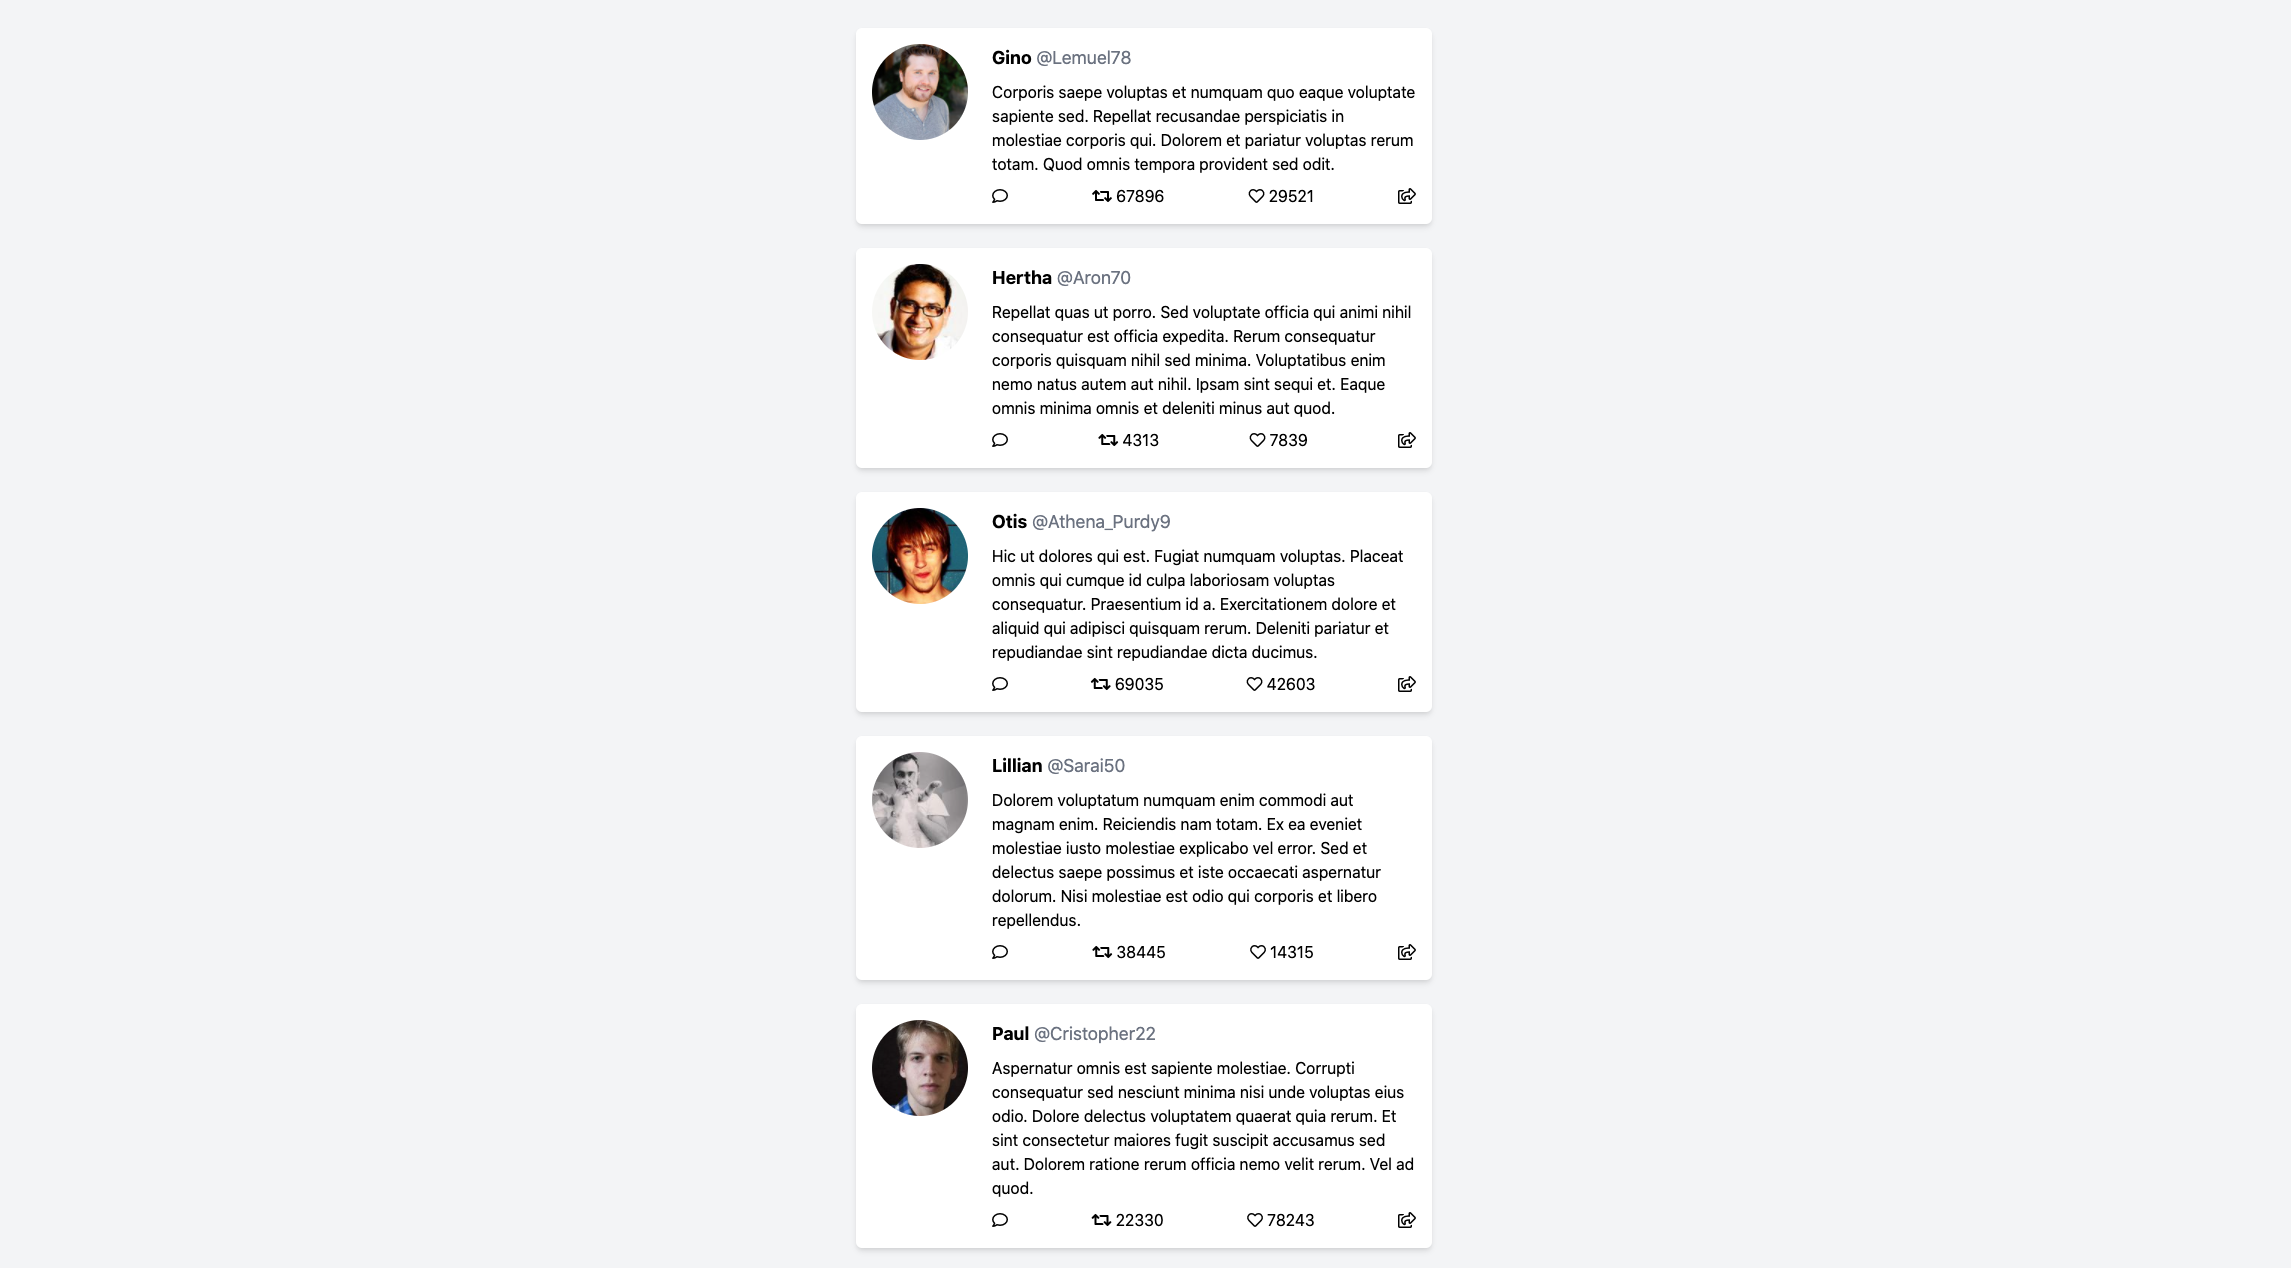 Gino @Lemuel78
Corporis saepe voluptas et numquam quo eaque voluptate
sapiente sed. Repellat recusandae perspiciatis in
molestiae corporis qui. Dolorem et pariatur voluptas rerum
totam. Quod omnis tempora provident sed odit.
67896 29521
Hertha @Aron70
Repellat quas ut porro. Sed voluptate officia qui animi nihil
consequatur est officia expedita. Rerum consequatur
corporis quisquam nihil sed minima. Voluptatibus enim
nemo natus autem aut nihil. Ipsam sint sequi et. Eaque
omnis minima omnis et deleniti minus aut quod.
4313 7839
Otis @Athena_Purdy9
Hic ut dolores qui est. Fugiat numquam voluptas. Placeat
omnis qui cumque id culpa laboriosam voluptas
consequatur. Praesentium id a. Exercitationem dolore et
aliquid qui adipisci quisquam rerum. Deleniti pariatur et
repudiandae sint repudiandae dicta ducimus.
69035 42603
Lillian @Sarai50
Dolorem voluptatum numquam enim commodi aut
magnam enim. Reiciendis nam totam. Ex ea eveniet
molestiae iusto molestiae explicabo vel error. Sed et
delectus saepe possimus et iste occaecati aspernatur
dolorum. Nisi molestiae est odio qui corporis et libero
repellendus.
38445 14315
Paul @Cristopher22
Aspernatur omnis est sapiente molestiae. Corrupti
consequatur sed nesciunt minima nisi unde voluptas eius
odio. Dolore delectus voluptatem quaerat quia rerum. Et
sint consectetur maiores fugit suscipit accusamus sed
aut. Dolorem ratione rerum officia nemo velit rerum. Vel ad
quod.
22330 78243